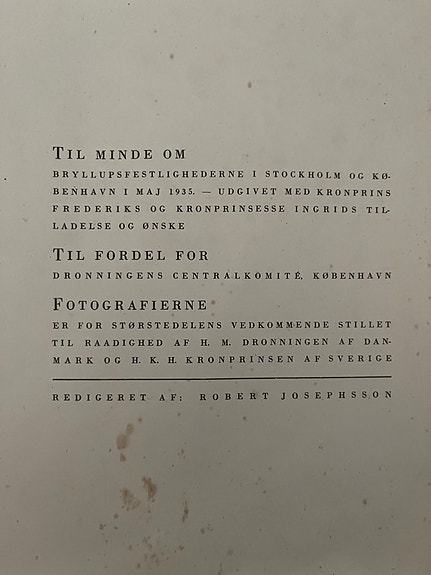 TIL MINDE OM
BRYLLUPSFESTLIGHEDERNE I STOCKHOLM OG KØ-
BENHAVN I MAJ 1935. — UDGIVET MED KRONPRINS
FREDERIKS OG KRONPRINSESSE INGRIDS TIL-
LADELSE OG ØNSKE
TIL FORDEL FOR
DRONNINGENS CENTRALKOMITÉ, KØBENHAVN
FOTOGRAFIERNE
ER FOR STØRSTEDELENS VEDKOMMENDE STILLET
TIL RAADIGHED AF H. M. DRONNINGEN AF DAN-
MARK OG H. K. H. KRONPRINSEN AF SVERIGE
REDIGERET AF: ROBERT JOSEPHSSON